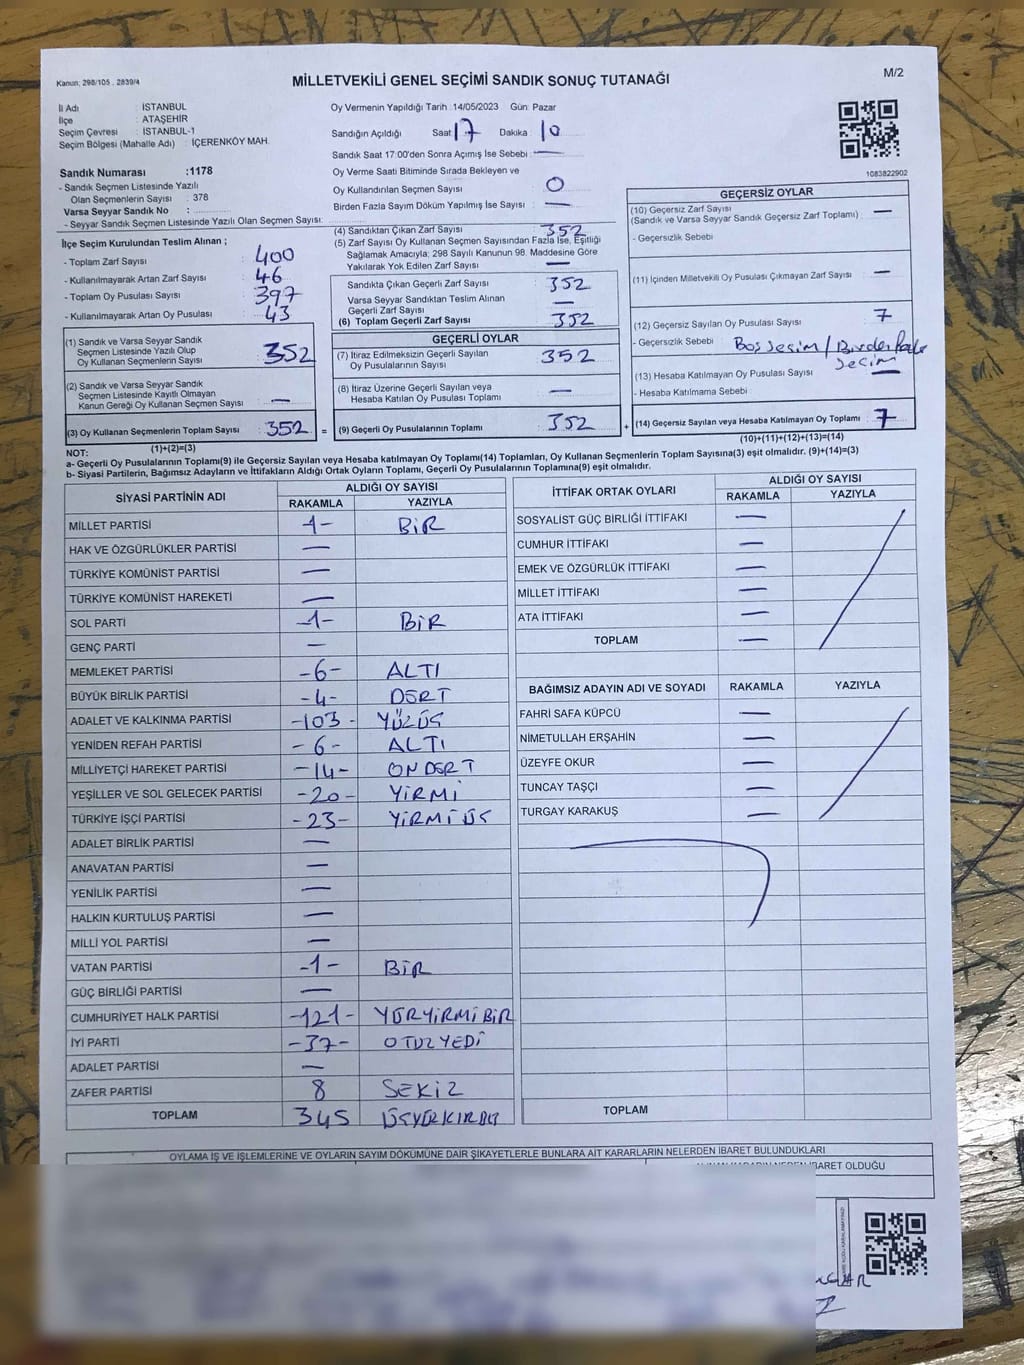 Kanun: 298/105 . 2839/4
MİLLETVEKİLİ GENEL SEÇİMİ SANDIK SONUÇ TUTANAĞI
M/2
İl Adı : İSTANBUL
İlçe : ATAŞEHİR
Seçim Çevresi : İSTANBUL-1
Seçim Bölgesi (Mahalle Adı) : İÇERENKÖY MAH.
Oy Vermenin Yapıldığı Tarih :14/05/2023 Gün: Pazar
Sandığın Açıldığı Saat 17 Dakika 10
Sandık Saat 17:00'den Sonra Açımış İse Sebebi : —
Oy Verme Saati Bitiminde Sırada Bekleyen ve
Oy Kullandırılan Seçmen Sayısı : 0
Birden Fazla Sayım Döküm Yapılmış İse Sayısı : —
Sandık Numarası :1178
- Sandık Seçmen Listesinde Yazılı
Olan Seçmenlerin Sayısı : 378
Varsa Seyyar Sandık No :
- Seyyar Sandık Seçmen Listesinde Yazılı Olan Seçmen Sayısı:
1083822902
İlçe Seçim Kurulundan Teslim Alınan ;
- Toplam Zarf Sayısı : 400
- Kullanılmayarak Artan Zarf Sayısı : 46
- Toplam Oy Pusulası Sayısı : 397
- Kullanılmayarak Artan Oy Pusulası : 43
(1) Sandık ve Varsa Seyyar Sandık
Seçmen Listesinde Yazılı Olup
Oy Kullanan Seçmenlerin Sayısı : 352
(2) Sandık ve Varsa Seyyar Sandık
Seçmen Listesinde Kayıtlı Olmayan
Kanun Gereği Oy Kullanan Seçmen Sayısı : —
(3) Oy Kullanan Seçmenlerin Toplam Sayısı : 352 =
(1)+(2)=(3)
(4) Sandıktan Çıkan Zarf Sayısı : 352
(5) Zarf Sayısı Oy Kullanan Seçmen Sayısından Fazla İse, Eşitliği
Sağlamak Amacıyla; 298 Sayılı Kanunun 98. Maddesine Göre
Yakılarak Yok Edilen Zarf Sayısı : —
Sandıkta Çıkan Geçerli Zarf Sayısı : 352
Varsa Seyyar Sandıktan Teslim Alınan
Geçerli Zarf Sayısı : —
(6) Toplam Geçerli Zarf Sayısı : 352
GEÇERLİ OYLAR
(7) İtiraz Edilmeksizin Geçerli Sayılan
Oy Pusulalarının Sayısı : 352
(8) İtiraz Üzerine Geçerli Sayılan veya
Hesaba Katılan Oy Pusulası Toplamı : —
(9) Geçerli Oy Pusulalarının Toplamı : 352 +
GEÇERSİZ OYLAR
(10) Geçersiz Zarf Sayısı : —
(Sandık ve Varsa Seyyar Sandık Geçersiz Zarf Toplamı)
- Geçersizlik Sebebi :
(11) İçinden Milletvekili Oy Pusulası Çıkmayan Zarf Sayısı : —
(12) Geçersiz Sayılan Oy Pusulası Sayısı : 7
- Geçersizlik Sebebi : Boş seçim / Birden fazla
seçim
(13) Hesaba Katılmayan Oy Pusulası Sayısı : —
- Hesaba Katılmama Sebebi :
(14) Geçersiz Sayılan veya Hesaba Katılmayan Oy Toplamı : 7
(10)+(11)+(12)+(13)=(14)
NOT:
a- Geçerli Oy Pusulalarının Toplamı(9) ile Geçersiz Sayılan veya Hesaba katılmayan Oy Toplamı(14) Toplamları, Oy Kullanan Seçmenlerin Toplam Sayısına(3) eşit olmalıdır. (9)+(14)=(3)
b- Siyasi Partilerin, Bağımsız Adayların ve İttifakların Aldığı Ortak Oyların Toplamı, Geçerli Oy Pusulalarının Toplamına(9) eşit olmalıdır.
SİYASİ PARTİNİN ADI ALDIĞI OY SAYISI
RAKAMLA YAZIYLA
MİLLET PARTİSİ -1- BİR
HAK VE ÖZGÜRLÜKLER PARTİSİ —
TÜRKİYE KOMÜNİST PARTİSİ —
TÜRKİYE KOMÜNİST HAREKETİ —
SOL PARTİ -1- BİR
GENÇ PARTİ —
MEMLEKET PARTİSİ -6- ALTI
BÜYÜK BİRLİK PARTİSİ -4- DÖRT
ADALET VE KALKINMA PARTİSİ -103- YÜZÜÇ
YENİDEN REFAH PARTİSİ -6- ALTI
MİLLİYETÇİ HAREKET PARTİSİ -14- ONDÖRT
YEŞİLLER VE SOL GELECEK PARTİSİ -20- YİRMİ
TÜRKİYE İŞÇİ PARTİSİ -23- YİRMİÜÇ
ADALET BİRLİK PARTİSİ —
ANAVATAN PARTİSİ —
YENİLİK PARTİSİ —
HALKIN KURTULUŞ PARTİSİ —
MİLLİ YOL PARTİSİ —
VATAN PARTİSİ -1- BİR
GÜÇ BİRLİĞİ PARTİSİ —
CUMHURİYET HALK PARTİSİ -121- YÜZYİRMİBİR
İYİ PARTİ -37- OTUZYEDİ
ADALET PARTİSİ —
ZAFER PARTİSİ 8 SEKİZ
TOPLAM 345 ÜÇYÜZKIRKBEŞ
İTTİFAK ORTAK OYLARI ALDIĞI OY SAYISI
RAKAMLA YAZIYLA
SOSYALİST GÜÇ BİRLİĞİ İTTİFAKI —
CUMHUR İTTİFAKI —
EMEK VE ÖZGÜRLÜK İTTİFAKI —
MİLLET İTTİFAKI —
ATA İTTİFAKI —
TOPLAM —
BAĞIMSIZ ADAYIN ADI VE SOYADI RAKAMLA YAZIYLA
FAHRİ SAFA KÜPCÜ —
NİMETULLAH ERŞAHİN —
ÜZEYFE OKUR —
TUNCAY TAŞÇI —
TURGAY KARAKUŞ —
TOPLAM
OYLAMA İŞ VE İŞLEMLERİNE VE OYLARIN SAYIM DÖKÜMÜNE DAİR ŞİKAYETLERLE BUNLARA AİT KARARLARIN NELERDEN İBARET BULUNDUKLARI
İBARET OLDUĞU